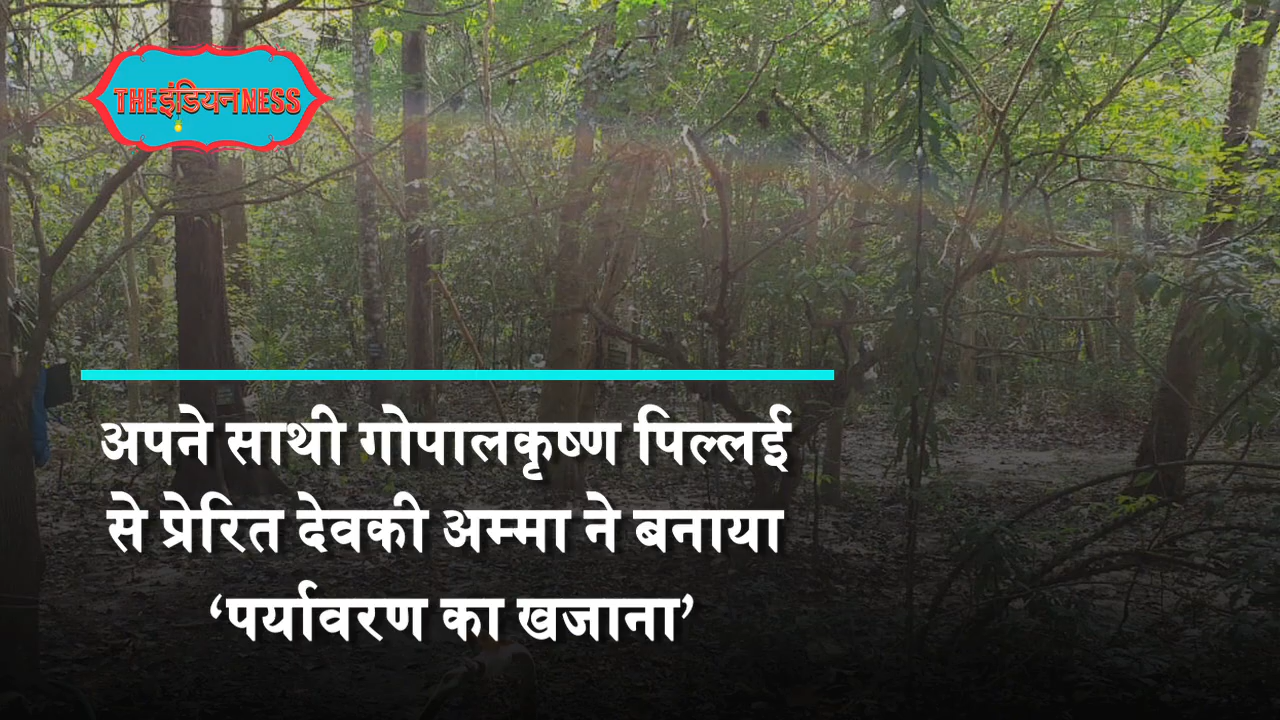 THEइंडियनNESS
अपने साथी गोपालकृष्ण पिल्लई
से प्रेरित देवकी अम्मा ने बनाया
‘पर्यावरण का खजाना’